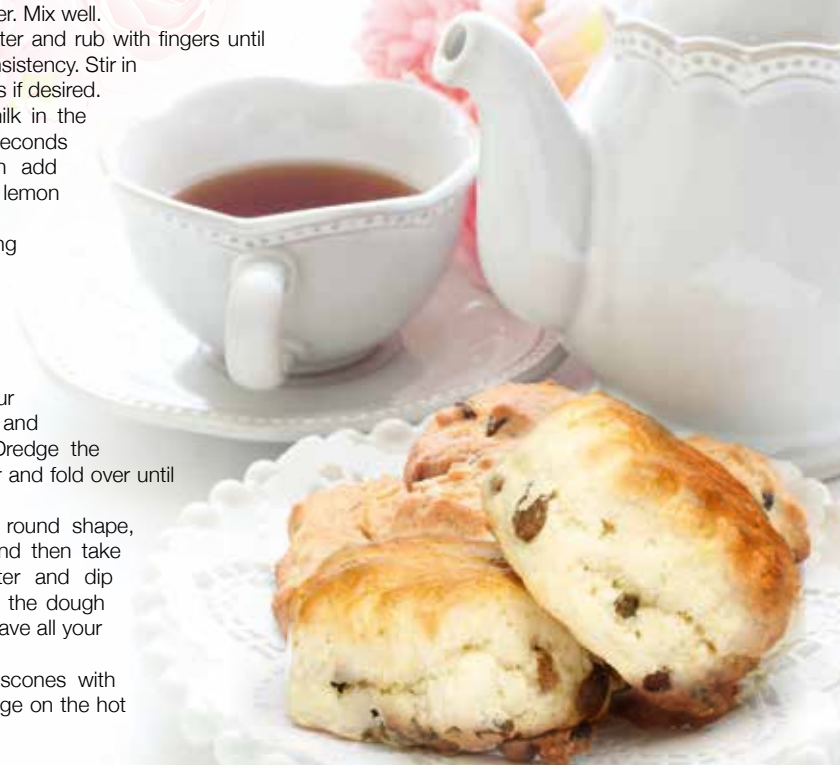 er. Mix well.
ter and rub with fingers until
nsistency. Stir in
s if desired.
milk in the
seconds
n add
lemon
ng
ur
and
Dredge the
r and fold over until
round shape,
nd then take
ter and dip
the dough
ave all your
scones with
ge on the hot